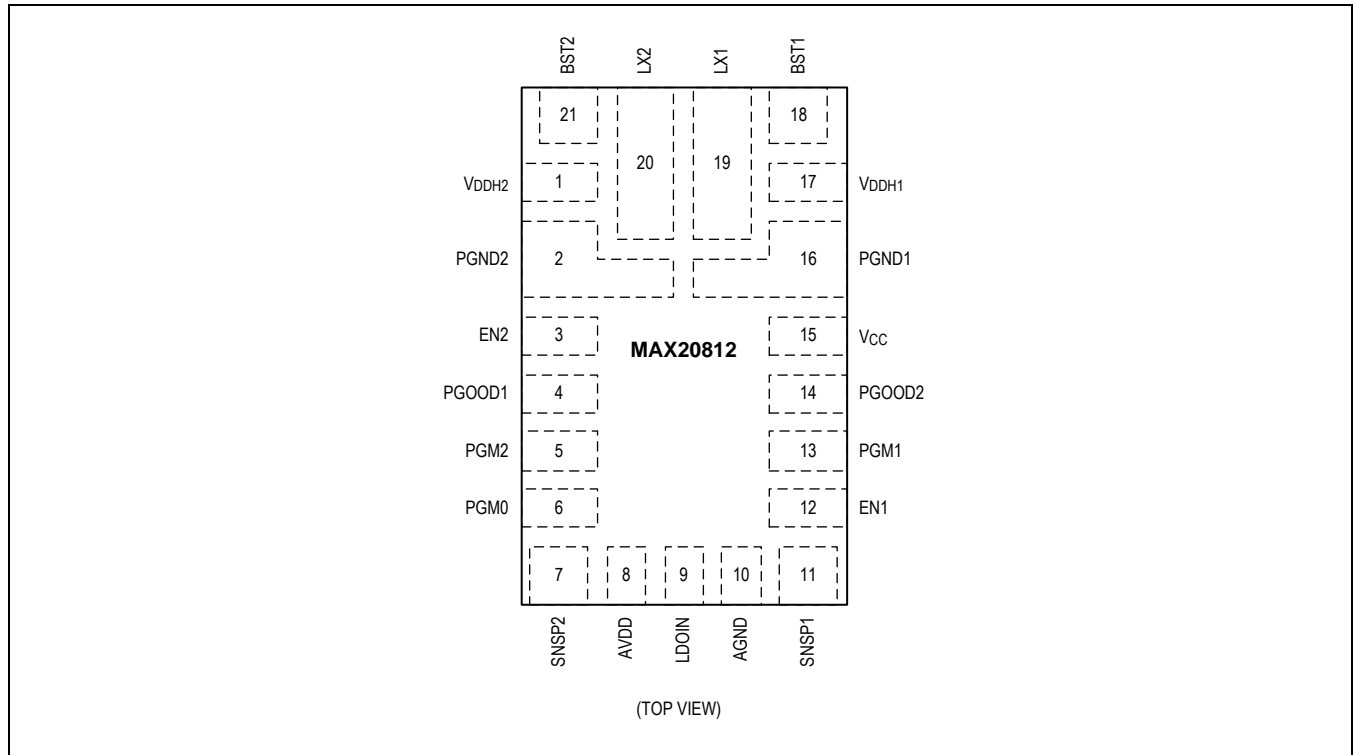 BST2 LX2 LX1 BST1
21 20 19 18
VDDH2 1 17 VDDH1
PGND2 2 16 PGND1
EN2 3 MAX20812 15 VCC
PGOOD1 4 14 PGOOD2
PGM2 5 13 PGM1
PGM0 6 12 EN1
7 8 9 10 11
SNSP2 AVDD LDOIN AGND SNSP1
(TOP VIEW)